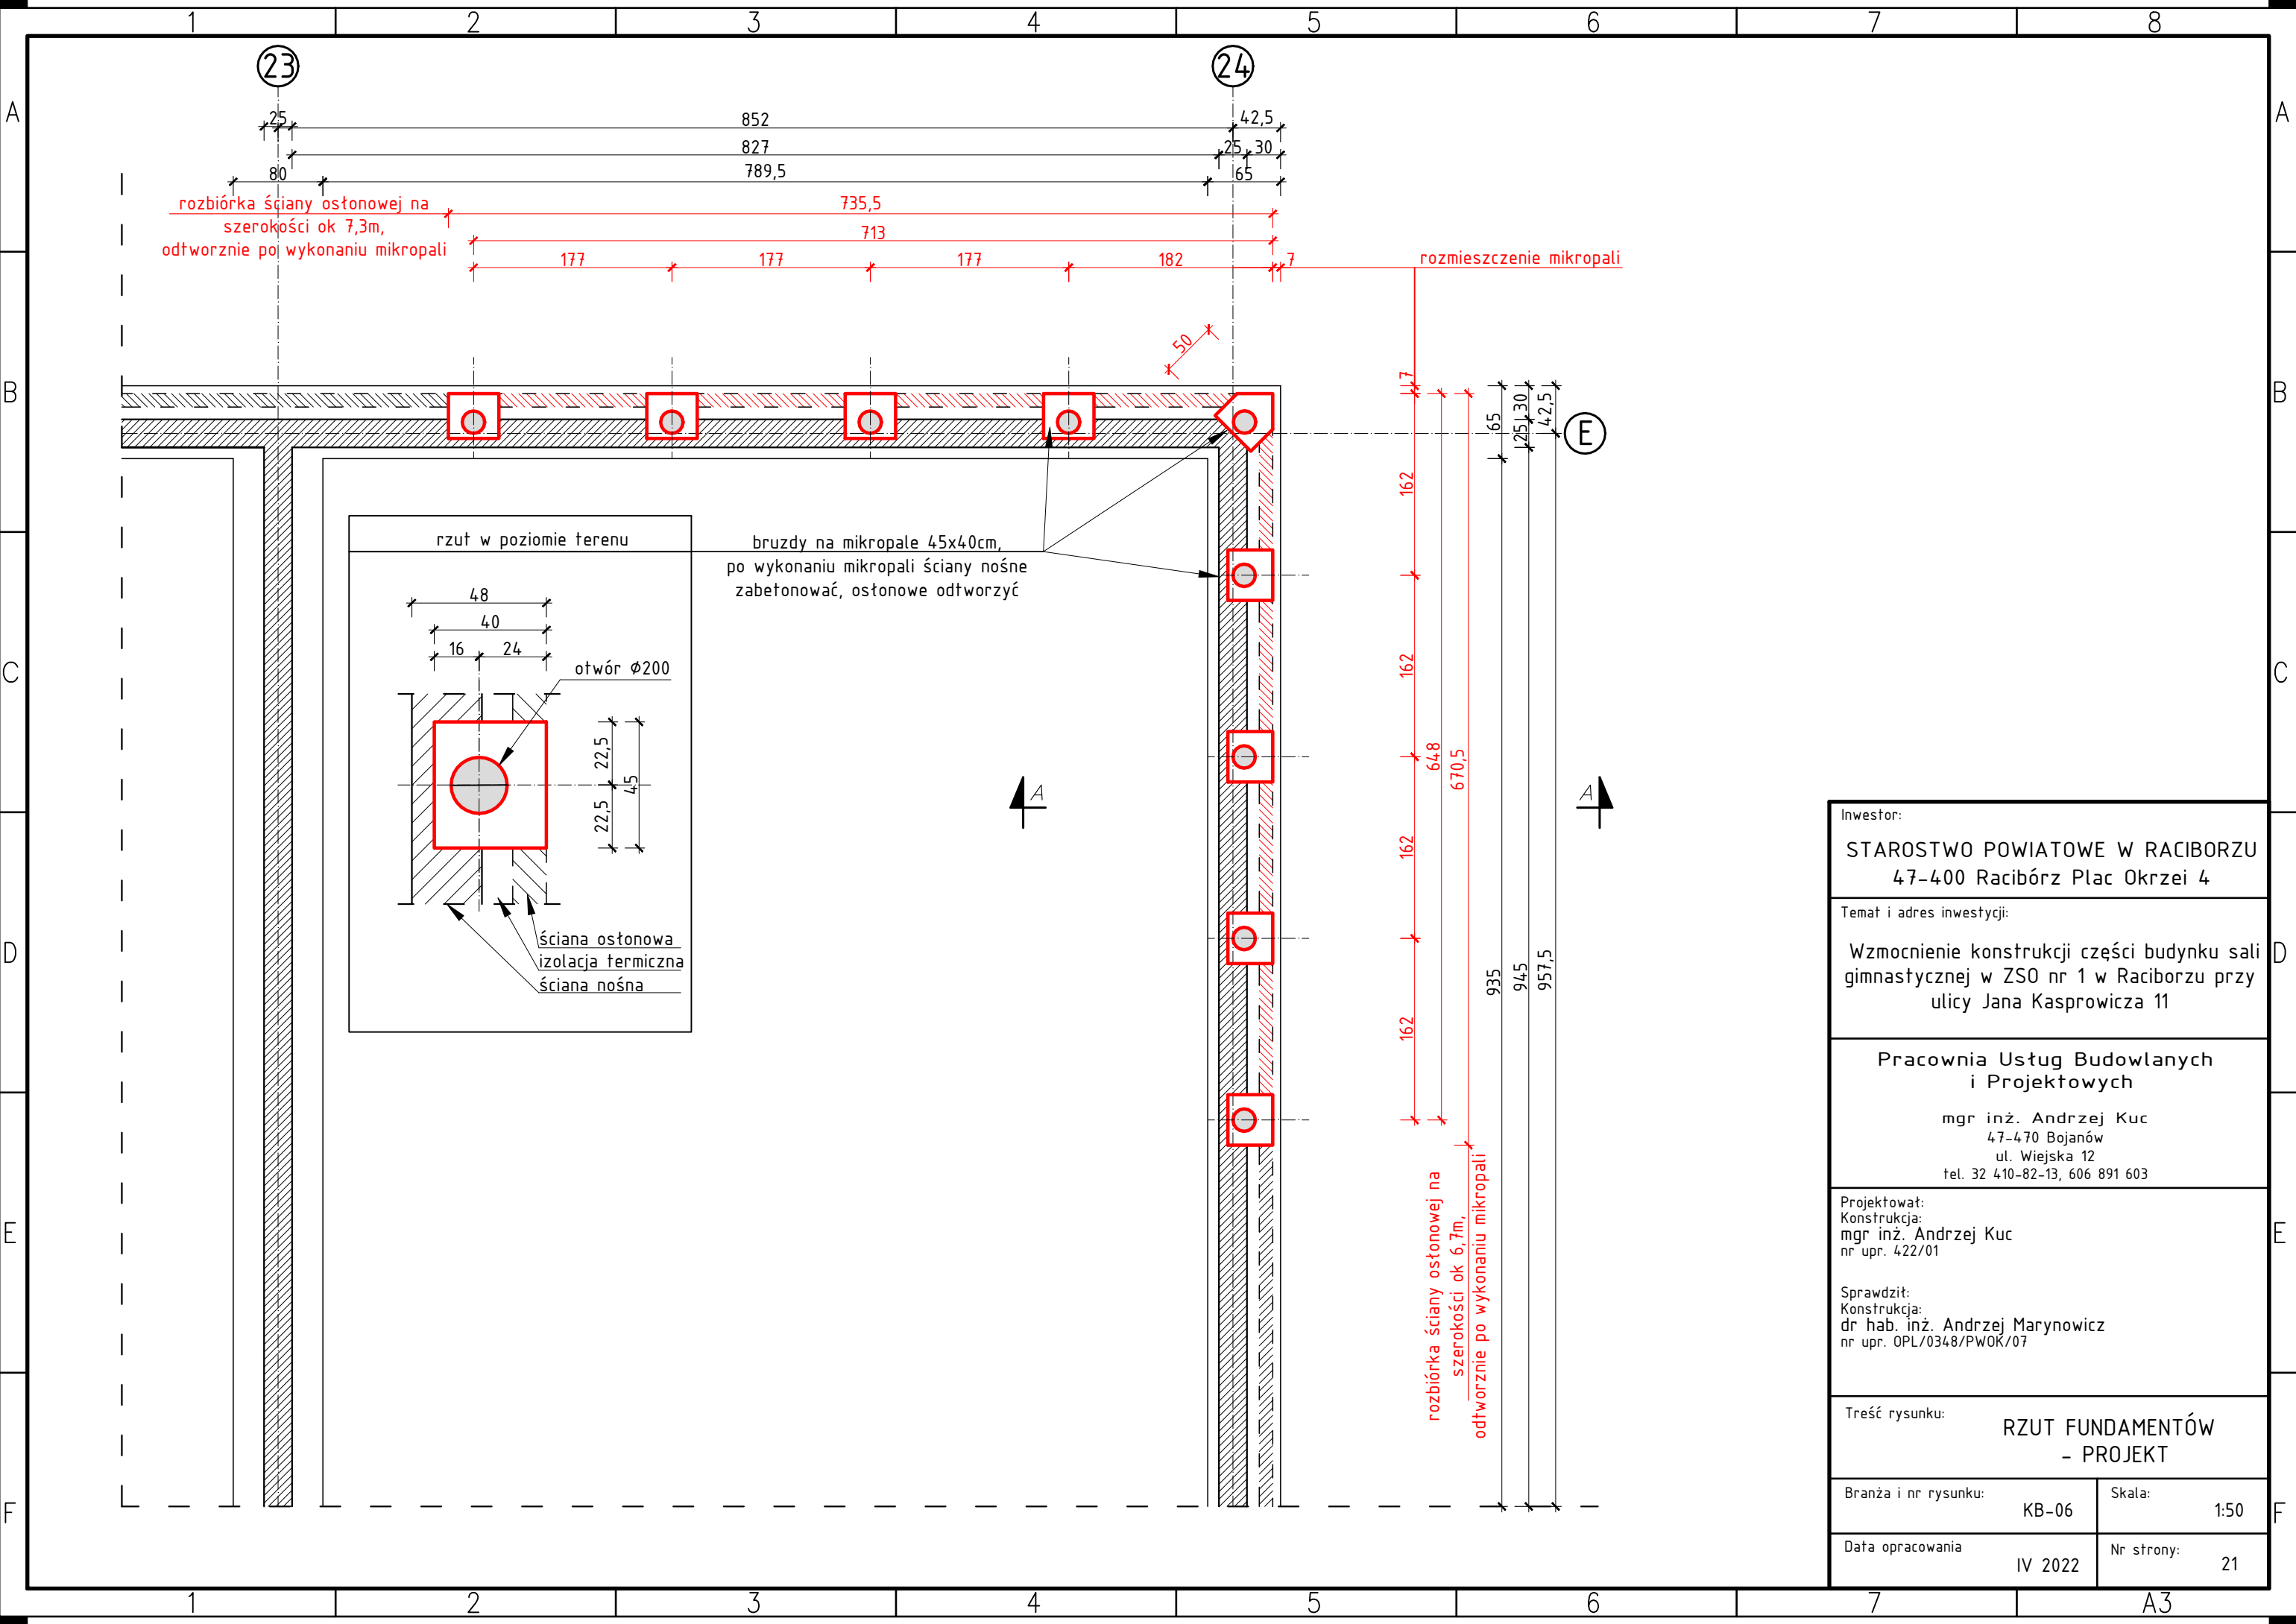 1 2 3 4 5 6 7 8
A A
B B
C C
D D
E E
F F
23 24
25 852 42,5
827 25 30
80 789,5 65
rozbiórka ściany osłonowej na
szerokości ok 7,3m,
odtworznie po wykonaniu mikropali
735,5
713
177 177 177 182 7
rozmieszczenie mikropali
50
7
65
25 30
42,5
E
162
162
162
162
648
670,5
935
945
957,5
rzut w poziomie terenu
bruzdy na mikropale 45x40cm,
po wykonaniu mikropali ściany nośne
zabetonować, osłonowe odtworzyć
48
40
16 24
otwór ⌀200
22,5
22,5
45
ściana osłonowa
izolacja termiczna
ściana nośna
A A
rozbiórka ściany osłonowej na
szerokości ok 6,7m,
odtworznie po wykonaniu mikropali
Inwestor:
STAROSTWO POWIATOWE W RACIBORZU
47-400 Racibórz Plac Okrzei 4
Temat i adres inwestycji:
Wzmocnienie konstrukcji części budynku sali
gimnastycznej w ZSO nr 1 w Raciborzu przy
ulicy Jana Kasprowicza 11
Pracownia Usług Budowlanych
i Projektowych
mgr inż. Andrzej Kuc
47-470 Bojanów
ul. Wiejska 12
tel. 32 410-82-13, 606 891 603
Projektował:
Konstrukcja:
mgr inż. Andrzej Kuc
nr upr. 422/01
Sprawdził:
Konstrukcja:
dr hab. inż. Andrzej Marynowicz
nr upr. OPL/0348/PWOK/07
Treść rysunku:
RZUT FUNDAMENTÓW
- PROJEKT
Branża i nr rysunku:
KB-06
Skala:
1:50
Data opracowania
IV 2022
Nr strony:
21
1 2 3 4 5 6 7 A3